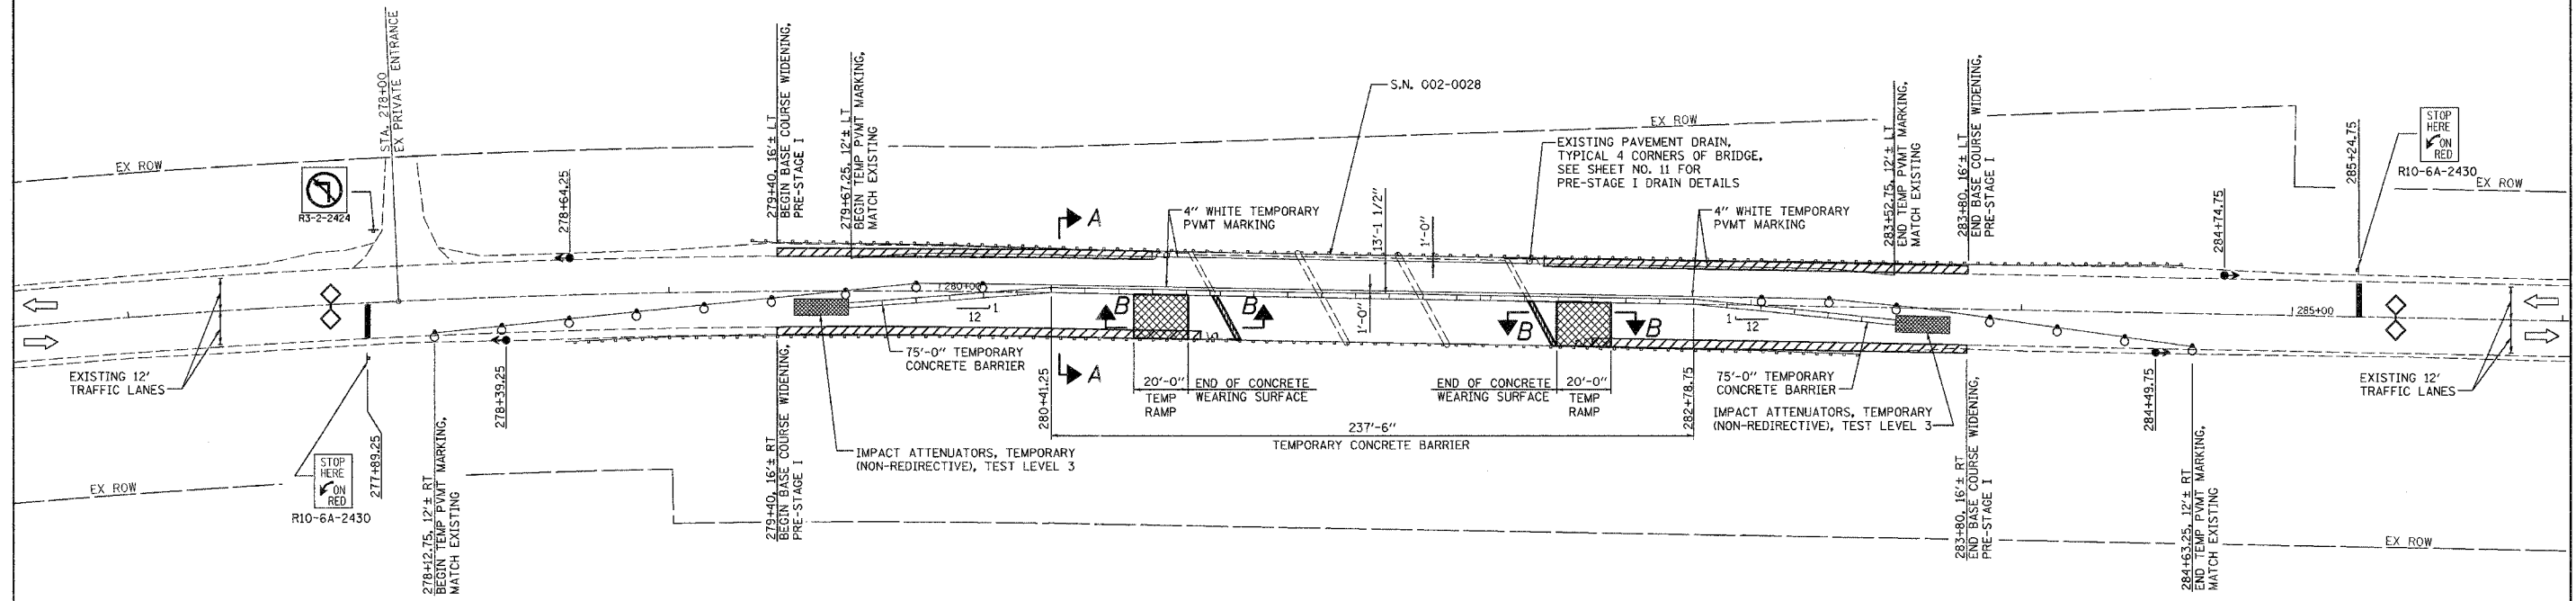 STA. 278+00
EX PRIVATE ENTRANCE
EX ROW
R3-2-2424
278+64.25
279+40, 16'± LT
BEGIN BASE COURSE WIDENING,
PRE-STAGE I
279+67.25, 12'± LT
BEGIN TEMP PVMT MARKING,
MATCH EXISTING
A
4" WHITE TEMPORARY
PVMT MARKING
S.N. 002-0028
13'-1 1/2"
1'-0"
EXISTING PAVEMENT DRAIN,
TYPICAL 4 CORNERS OF BRIDGE,
SEE SHEET NO. 11 FOR
PRE-STAGE I DRAIN DETAILS
EX ROW
4" WHITE TEMPORARY
PVMT MARKING
283+52.75, 12'± LT
END TEMP PVMT MARKING,
MATCH EXISTING
283+80, 16'± LT
END BASE COURSE WIDENING,
PRE-STAGE I
284+74.75
285+24.75
STOP
HERE
ON
RED
R10-6A-2430
EX ROW
280+00
285+00
1
12
B
B
1'-0"
B
B
1
12
EXISTING 12'
TRAFFIC LANES
75'-0" TEMPORARY
CONCRETE BARRIER
A
20'-0"
TEMP
RAMP
END OF CONCRETE
WEARING SURFACE
END OF CONCRETE
WEARING SURFACE
20'-0"
TEMP
RAMP
75'-0" TEMPORARY
CONCRETE BARRIER
IMPACT ATTENUATORS, TEMPORARY
(NON-REDIRECTIVE), TEST LEVEL 3
EXISTING 12'
TRAFFIC LANES
277+89.25
278+39.25
280+41.25
282+78.75
284+49.75
237'-6"
TEMPORARY CONCRETE BARRIER
IMPACT ATTENUATORS, TEMPORARY
(NON-REDIRECTIVE), TEST LEVEL 3
STOP
HERE
ON
RED
R10-6A-2430
EX ROW
278+12.75, 12'± RT
BEGIN TEMP PVMT MARKING,
MATCH EXISTING
279+40, 16'± RT
BEGIN BASE COURSE WIDENING,
PRE-STAGE I
283+80, 16'± RT
END BASE COURSE WIDENING,
PRE-STAGE I
284+63.25, 12'± RT
END TEMP PVMT MARKING,
MATCH EXISTING
EX ROW